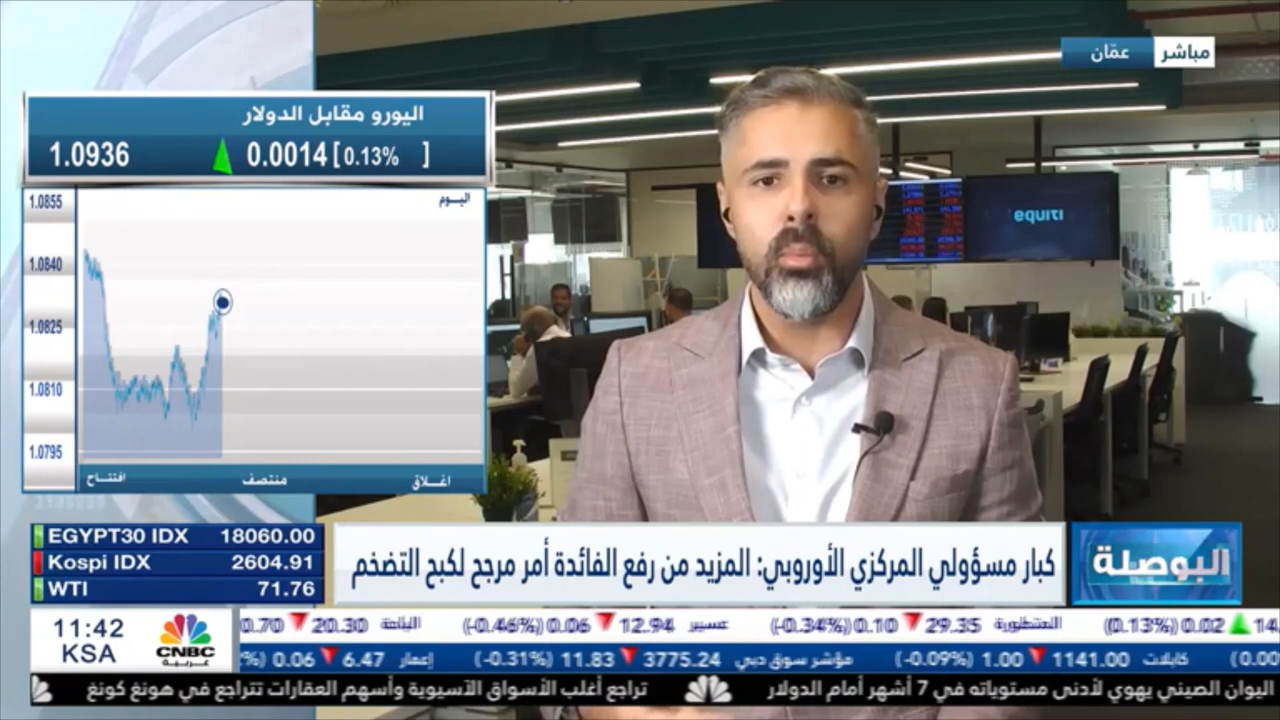 مباشر عمّان
اليورو مقابل الدولار
1.0936 ▲ 0.0014 [0.13% ]
اليوم
1.0855
1.0840
1.0825
1.0810
1.0795
افتتاح منتصف اغلاق
equiti
EGYPT30 IDX 18060.00
Kospi IDX 2604.91
WTI 71.76
كبار مسؤولي المركزي الأوروبي: المزيد من رفع الفائدة أمر مرجح لكبح التضخم
البوصلة
11:42
KSA
CNBC
عربية
14 ▲ 0.02 (0.13%) المتطورة 29.35 ▼ 0.10 (-0.34%) عسير 12.94 ▼ 0.06 (-0.46%) الباحة 20.30 ▼ 0.70
(0.00 كابلات 1141.00 ▼ 1.00 (-0.09%) مؤشر سوق دبي 3775.24 ▼ 11.83 (-0.31%) إعمار 6.47 ▼ 0.06 %)
اليوان الصيني يهوي لأدنى مستوياته في 7 أشهر أمام الدولار تراجع أغلب الأسواق الآسيوية وأسهم العقارات تتراجع في هونغ كونغ